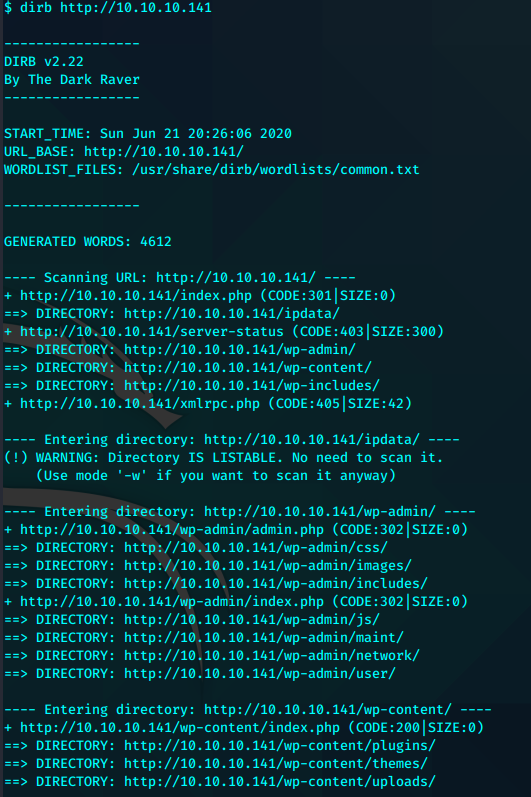 $ dirb http://10.10.10.141
-----------------
DIRB v2.22
By The Dark Raver
-----------------
START_TIME: Sun Jun 21 20:26:06 2020
URL_BASE: http://10.10.10.141/
WORDLIST_FILES: /usr/share/dirb/wordlists/common.txt
-----------------
GENERATED WORDS: 4612
---- Scanning URL: http://10.10.10.141/ ----
+ http://10.10.10.141/index.php (CODE:301|SIZE:0)
==> DIRECTORY: http://10.10.10.141/ipdata/
+ http://10.10.10.141/server-status (CODE:403|SIZE:300)
==> DIRECTORY: http://10.10.10.141/wp-admin/
==> DIRECTORY: http://10.10.10.141/wp-content/
==> DIRECTORY: http://10.10.10.141/wp-includes/
+ http://10.10.10.141/xmlrpc.php (CODE:405|SIZE:42)
---- Entering directory: http://10.10.10.141/ipdata/ ----
(!) WARNING: Directory IS LISTABLE. No need to scan it.
(Use mode '-w' if you want to scan it anyway)
---- Entering directory: http://10.10.10.141/wp-admin/ ----
+ http://10.10.10.141/wp-admin/admin.php (CODE:302|SIZE:0)
==> DIRECTORY: http://10.10.10.141/wp-admin/css/
==> DIRECTORY: http://10.10.10.141/wp-admin/images/
==> DIRECTORY: http://10.10.10.141/wp-admin/includes/
+ http://10.10.10.141/wp-admin/index.php (CODE:302|SIZE:0)
==> DIRECTORY: http://10.10.10.141/wp-admin/js/
==> DIRECTORY: http://10.10.10.141/wp-admin/maint/
==> DIRECTORY: http://10.10.10.141/wp-admin/network/
==> DIRECTORY: http://10.10.10.141/wp-admin/user/
---- Entering directory: http://10.10.10.141/wp-content/ ----
+ http://10.10.10.141/wp-content/index.php (CODE:200|SIZE:0)
==> DIRECTORY: http://10.10.10.141/wp-content/plugins/
==> DIRECTORY: http://10.10.10.141/wp-content/themes/
==> DIRECTORY: http://10.10.10.141/wp-content/uploads/